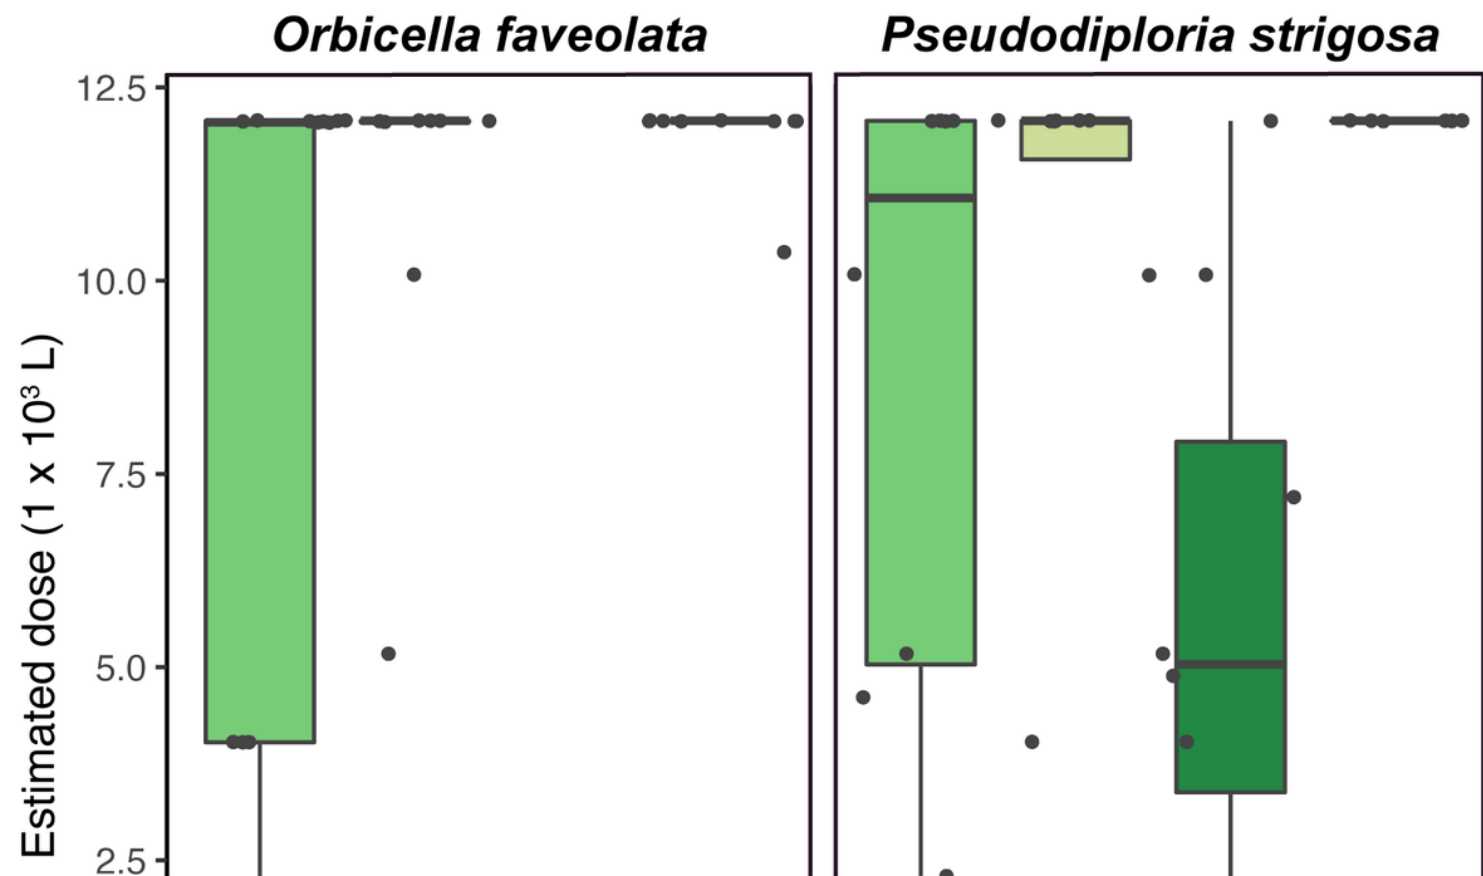 Orbicella faveolata
Pseudodiploria strigosa
12.5
10.0
7.5
5.0
2.5
Estimated dose (1 x 10³ L)